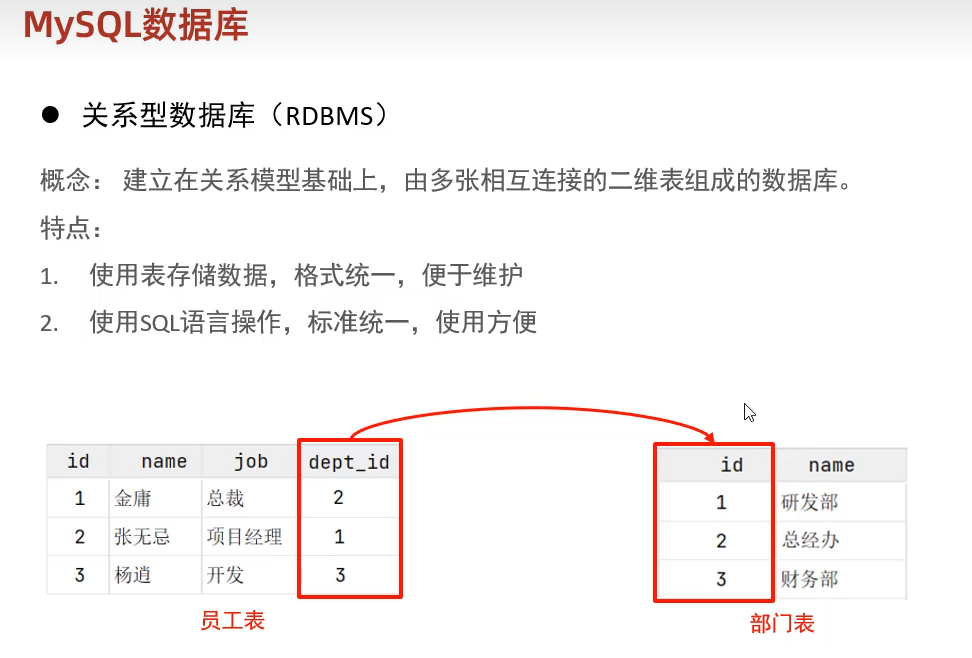 MySQL数据库
● 关系型数据库（RDBMS）
概念： 建立在关系模型基础上，由多张相互连接的二维表组成的数据库。
特点：
1. 使用表存储数据，格式统一，便于维护
2. 使用SQL语言操作，标准统一，使用方便
id name job dept_id
1 金庸 总裁 2
2 张无忌 项目经理 1
3 杨逍 开发 3
员工表
id name
1 研发部
2 总经办
3 财务部
部门表